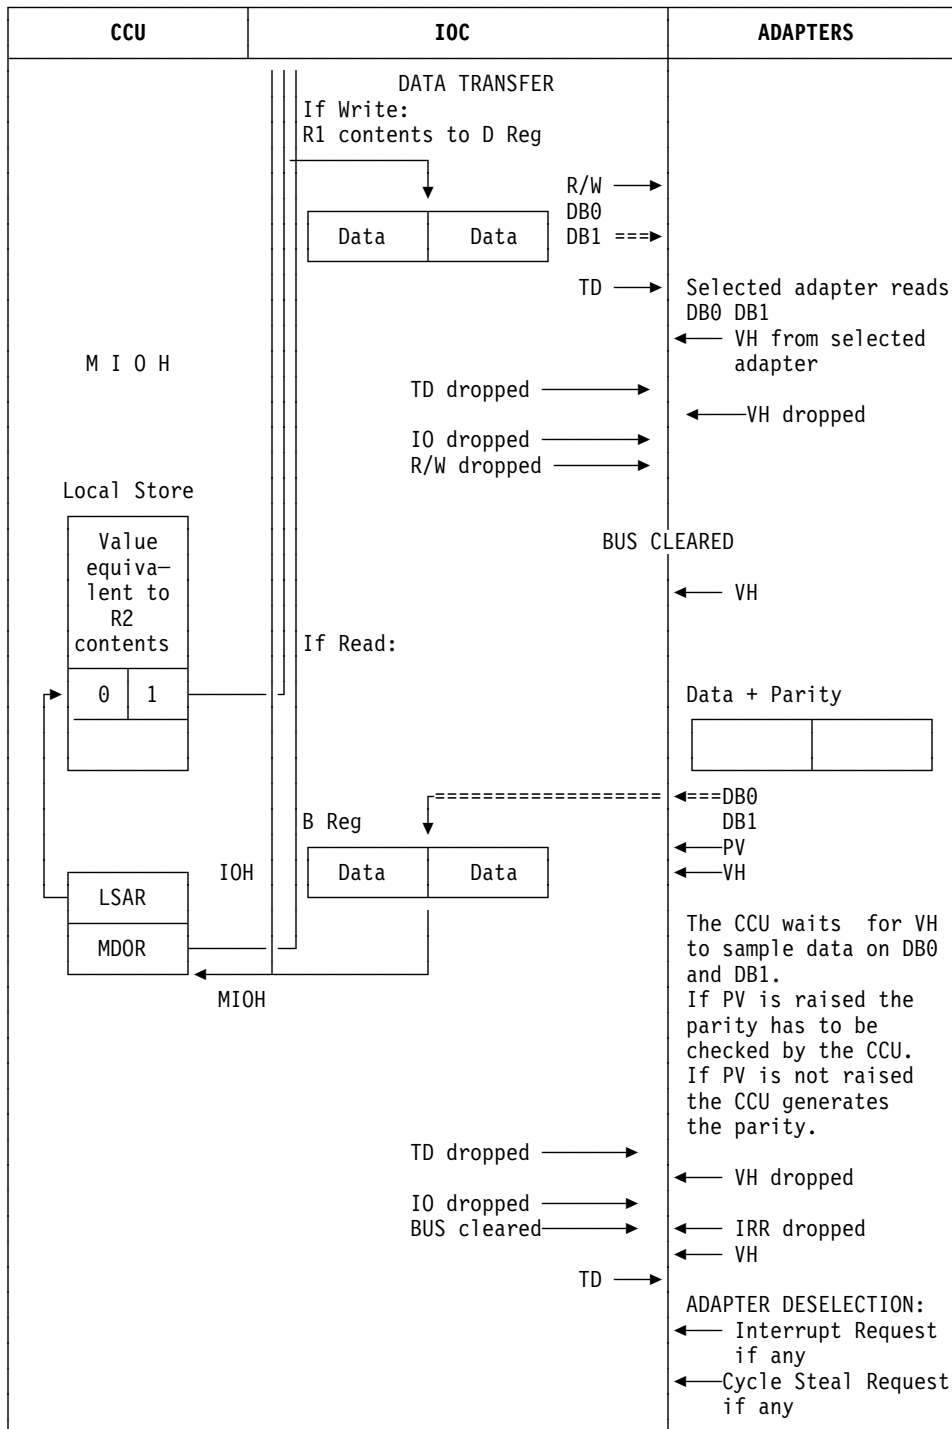 CCU IOC ADAPTERS
DATA TRANSFER
If Write:
R1 contents to D Reg
R/W
DB0
Data Data DB1 ===
TD Selected adapter reads
DB0 DB1
VH from selected
M I O H adapter
TD dropped
VH dropped
IO dropped
R/W dropped
Local Store
Value BUS CLEARED
equiva—
lent to VH
R2
contents If Read:
0 1 Data + Parity
================== ===DB0
B Reg DB1
PV
IOH Data Data VH
LSAR
The CCU waits for VH
MDOR to sample data on DB0
and DB1.
MIOH If PV is raised the
parity has to be
checked by the CCU.
If PV is not raised
the CCU generates
the parity.
TD dropped
VH dropped
IO dropped
BUS cleared IRR dropped
VH
TD
ADAPTER DESELECTION:
Interrupt Request
if any
Cycle Steal Request
if any